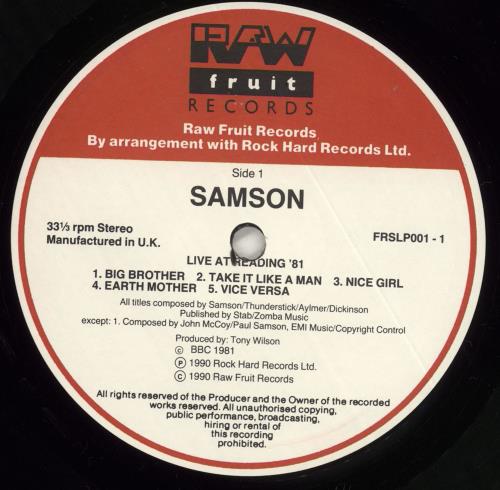 RAW
fruit
RECORDS
Raw Fruit Records
By arrangement with Rock Hard Records Ltd.
Side 1
SAMSON
33⅓ rpm Stereo
Manufactured in U.K.
FRSLP001 - 1
LIVE AT READING '81
1. BIG BROTHER 2. TAKE IT LIKE A MAN 3. NICE GIRL
4. EARTH MOTHER 5. VICE VERSA
All titles composed by Samson/Thunderstick/Aylmer/Dickinson
Published by Stab/Zomba Music
except: 1. Composed by John McCoy/Paul Samson, EMI Music/Copyright Control
Produced by: Tony Wilson
© BBC 1981
℗ 1990 Rock Hard Records Ltd.
© 1990 Raw Fruit Records
All rights reserved of the Producer and the Owner of the recorded
works reserved. All unauthorised copying,
public performance, broadcasting,
hiring or rental of
this recording
prohibited.